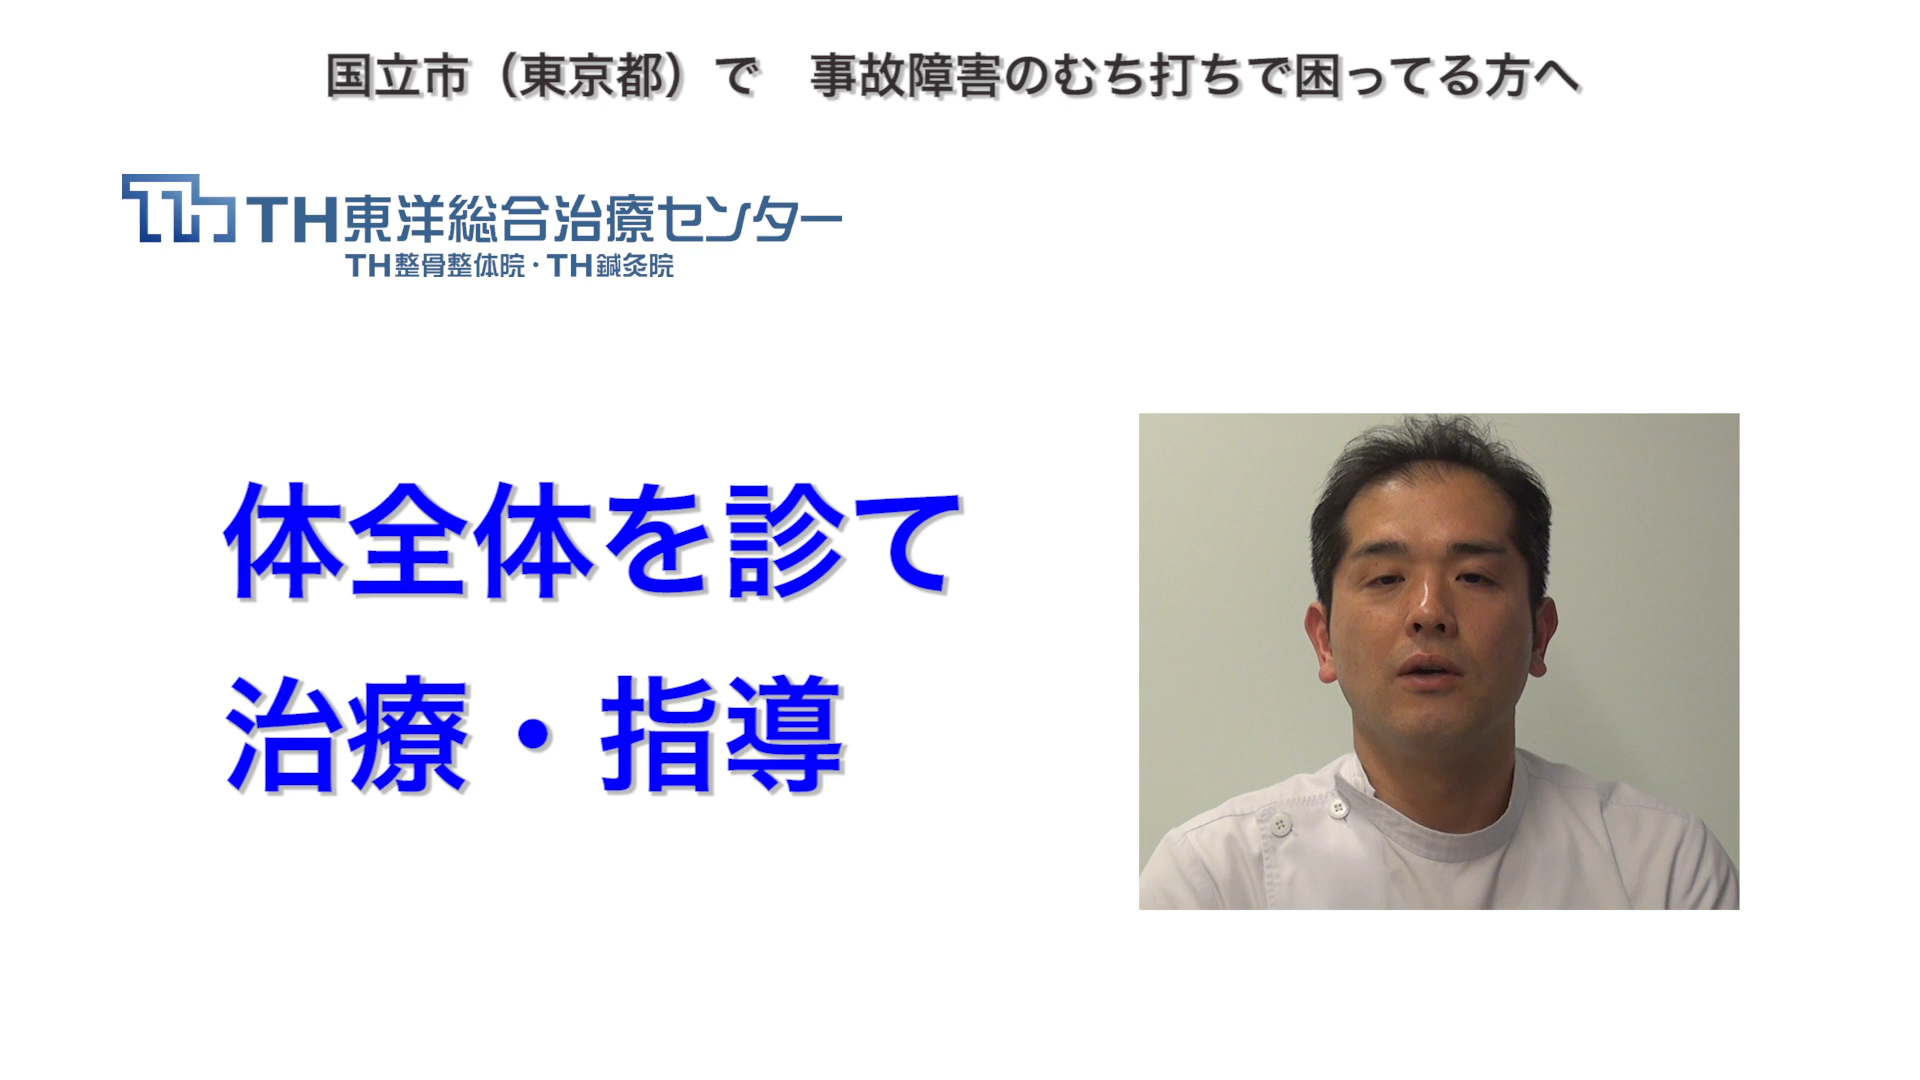 国立市（東京都）で　事故障害のむち打ちで困ってる方へ
TH東洋総合治療センター
TH整骨整体院・TH鍼灸院
体全体を診て
治療・指導